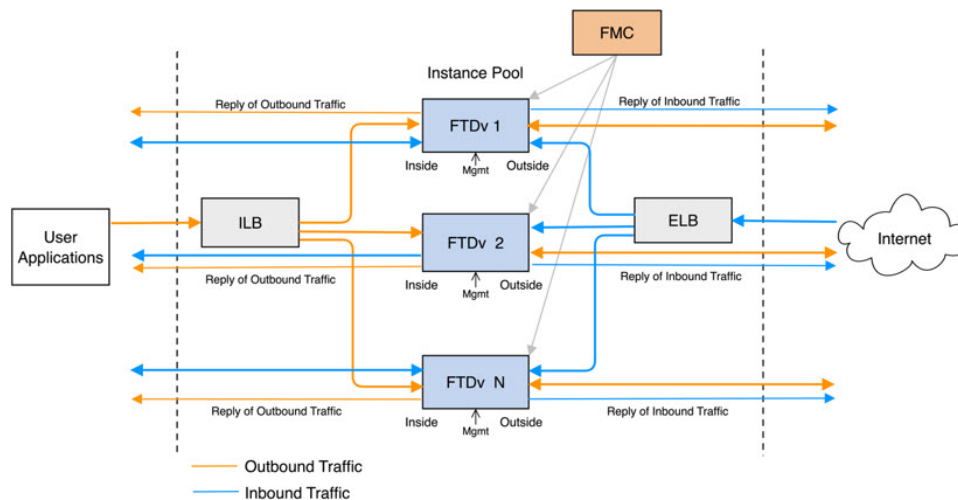 FMC
Instance Pool
Reply of Outbound Traffic
FTDv 1
Reply of Inbound Traffic
Inside
Mgmt
Outside
User
Applications
ILB
FTDv 2
ELB
Internet
Reply of Outbound Traffic
Inside
Mgmt
Outside
Reply of Inbound Traffic
FTDv N
Reply of Outbound Traffic
Inside
Mgmt
Outside
Reply of Inbound Traffic
Outbound Traffic
Inbound Traffic